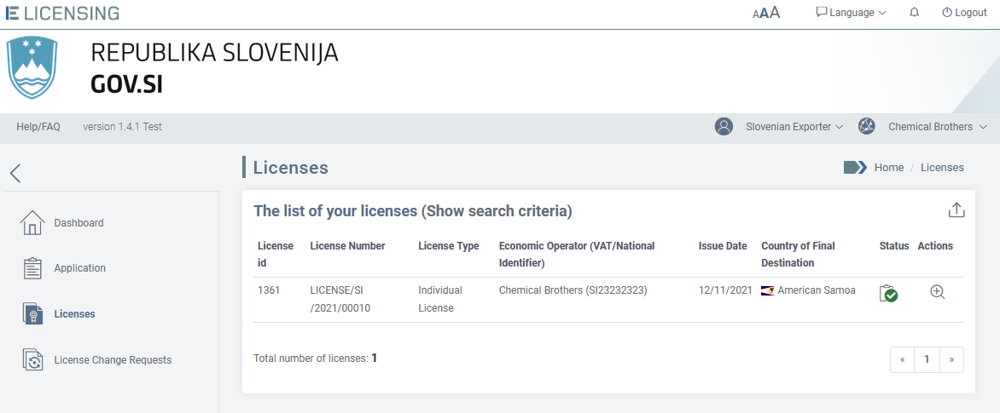 E LICENSING
AAA
Language
Logout
REPUBLIKA SLOVENIJA
GOV.SI
Help/FAQ
version 1.4.1 Test
Slovenian Exporter
Chemical Brothers
Licenses
Home / Licenses
Dashboard
Application
Licenses
License Change Requests
The list of your licenses (Show search criteria)
License id
License Number
License Type
Economic Operator (VAT/National Identifier)
Issue Date
Country of Final Destination
Status
Actions
1361
LICENSE/SI
/2021/00010
Individual
License
Chemical Brothers (SI23232323)
12/11/2021
American Samoa
Total number of licenses: 1
« 1 »